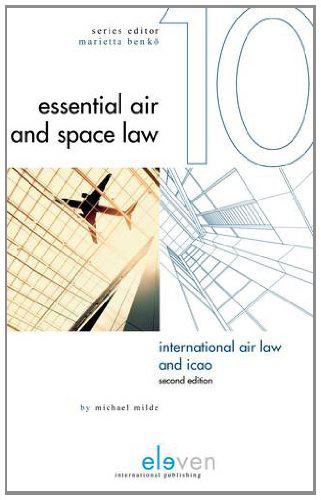 series editor
marietta benkö
10
essential air
and space law
international air law
and icao
second edition
by michael milde
eleven
international publishing